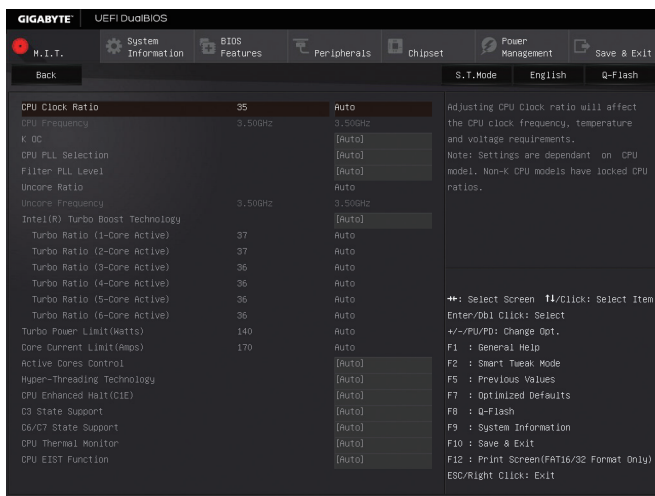 GIGABYTE™ UEFI DualBIOS
M.I.T. System Information BIOS Features Peripherals Chipset Power Management Save & Exit
Back S.T.Mode English Q-Flash
CPU Clock Ratio 35 Auto
CPU Frequency 3.50GHz 3.50GHz
K OC [Auto]
CPU PLL Selection [Auto]
Filter PLL Level [Auto]
Uncore Ratio Auto
Uncore Frequency 3.50GHz 3.50GHz
Intel(R) Turbo Boost Technology [Auto]
Turbo Ratio (1-Core Active) 37 Auto
Turbo Ratio (2-Core Active) 37 Auto
Turbo Ratio (3-Core Active) 36 Auto
Turbo Ratio (4-Core Active) 36 Auto
Turbo Ratio (5-Core Active) 36 Auto
Turbo Ratio (6-Core Active) 36 Auto
Turbo Power Limit(Watts) 140 Auto
Core Current Limit(Amps) 170 Auto
Active Cores Control [Auto]
Hyper-Threading Technology [Auto]
CPU Enhanced Halt(C1E) [Auto]
C3 State Support [Auto]
C6/C7 State Support [Auto]
CPU Thermal Monitor [Auto]
CPU EIST Function [Auto]
Adjusting CPU Clock ratio will affect
the CPU clock frequency, temperature
and voltage requirements.
Note: Settings are dependant on CPU
model. Non-K CPU models have locked CPU
ratios.
→←: Select Screen ↑↓/Click: Select Item
Enter/Dbl Click: Select
+/-/PU/PD: Change Opt.
F1 : General Help
F2 : Smart Tweak Mode
F5 : Previous Values
F7 : Optimized Defaults
F8 : Q-Flash
F9 : System Information
F10 : Save & Exit
F12 : Print Screen(FAT16/32 Format Only)
ESC/Right Click: Exit